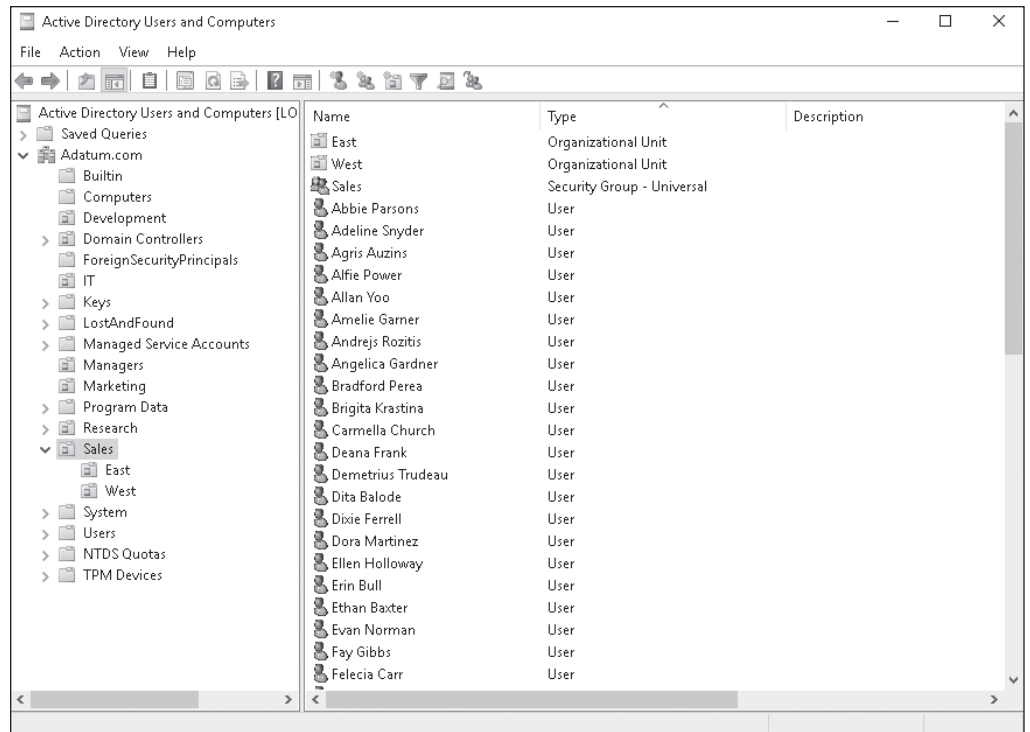 Active Directory Users and Computers
File Action View Help
Active Directory Users and Computers [LO
Saved Queries
Adatum.com
Builtin
Computers
Development
Domain Controllers
ForeignSecurityPrincipals
IT
Keys
LostAndFound
Managed Service Accounts
Managers
Marketing
Program Data
Research
Sales
East
West
System
Users
NTDS Quotas
TPM Devices
Name Type Description
East Organizational Unit
West Organizational Unit
Sales Security Group - Universal
Abbie Parsons User
Adeline Snyder User
Agris Auzins User
Alfie Power User
Allan Yoo User
Amelie Garner User
Andrejs Rozitis User
Angelica Gardner User
Bradford Perea User
Brigita Krastina User
Carmella Church User
Deana Frank User
Demetrius Trudeau User
Dita Balode User
Dixie Ferrell User
Dora Martinez User
Ellen Holloway User
Erin Bull User
Ethan Baxter User
Evan Norman User
Fay Gibbs User
Felecia Carr User